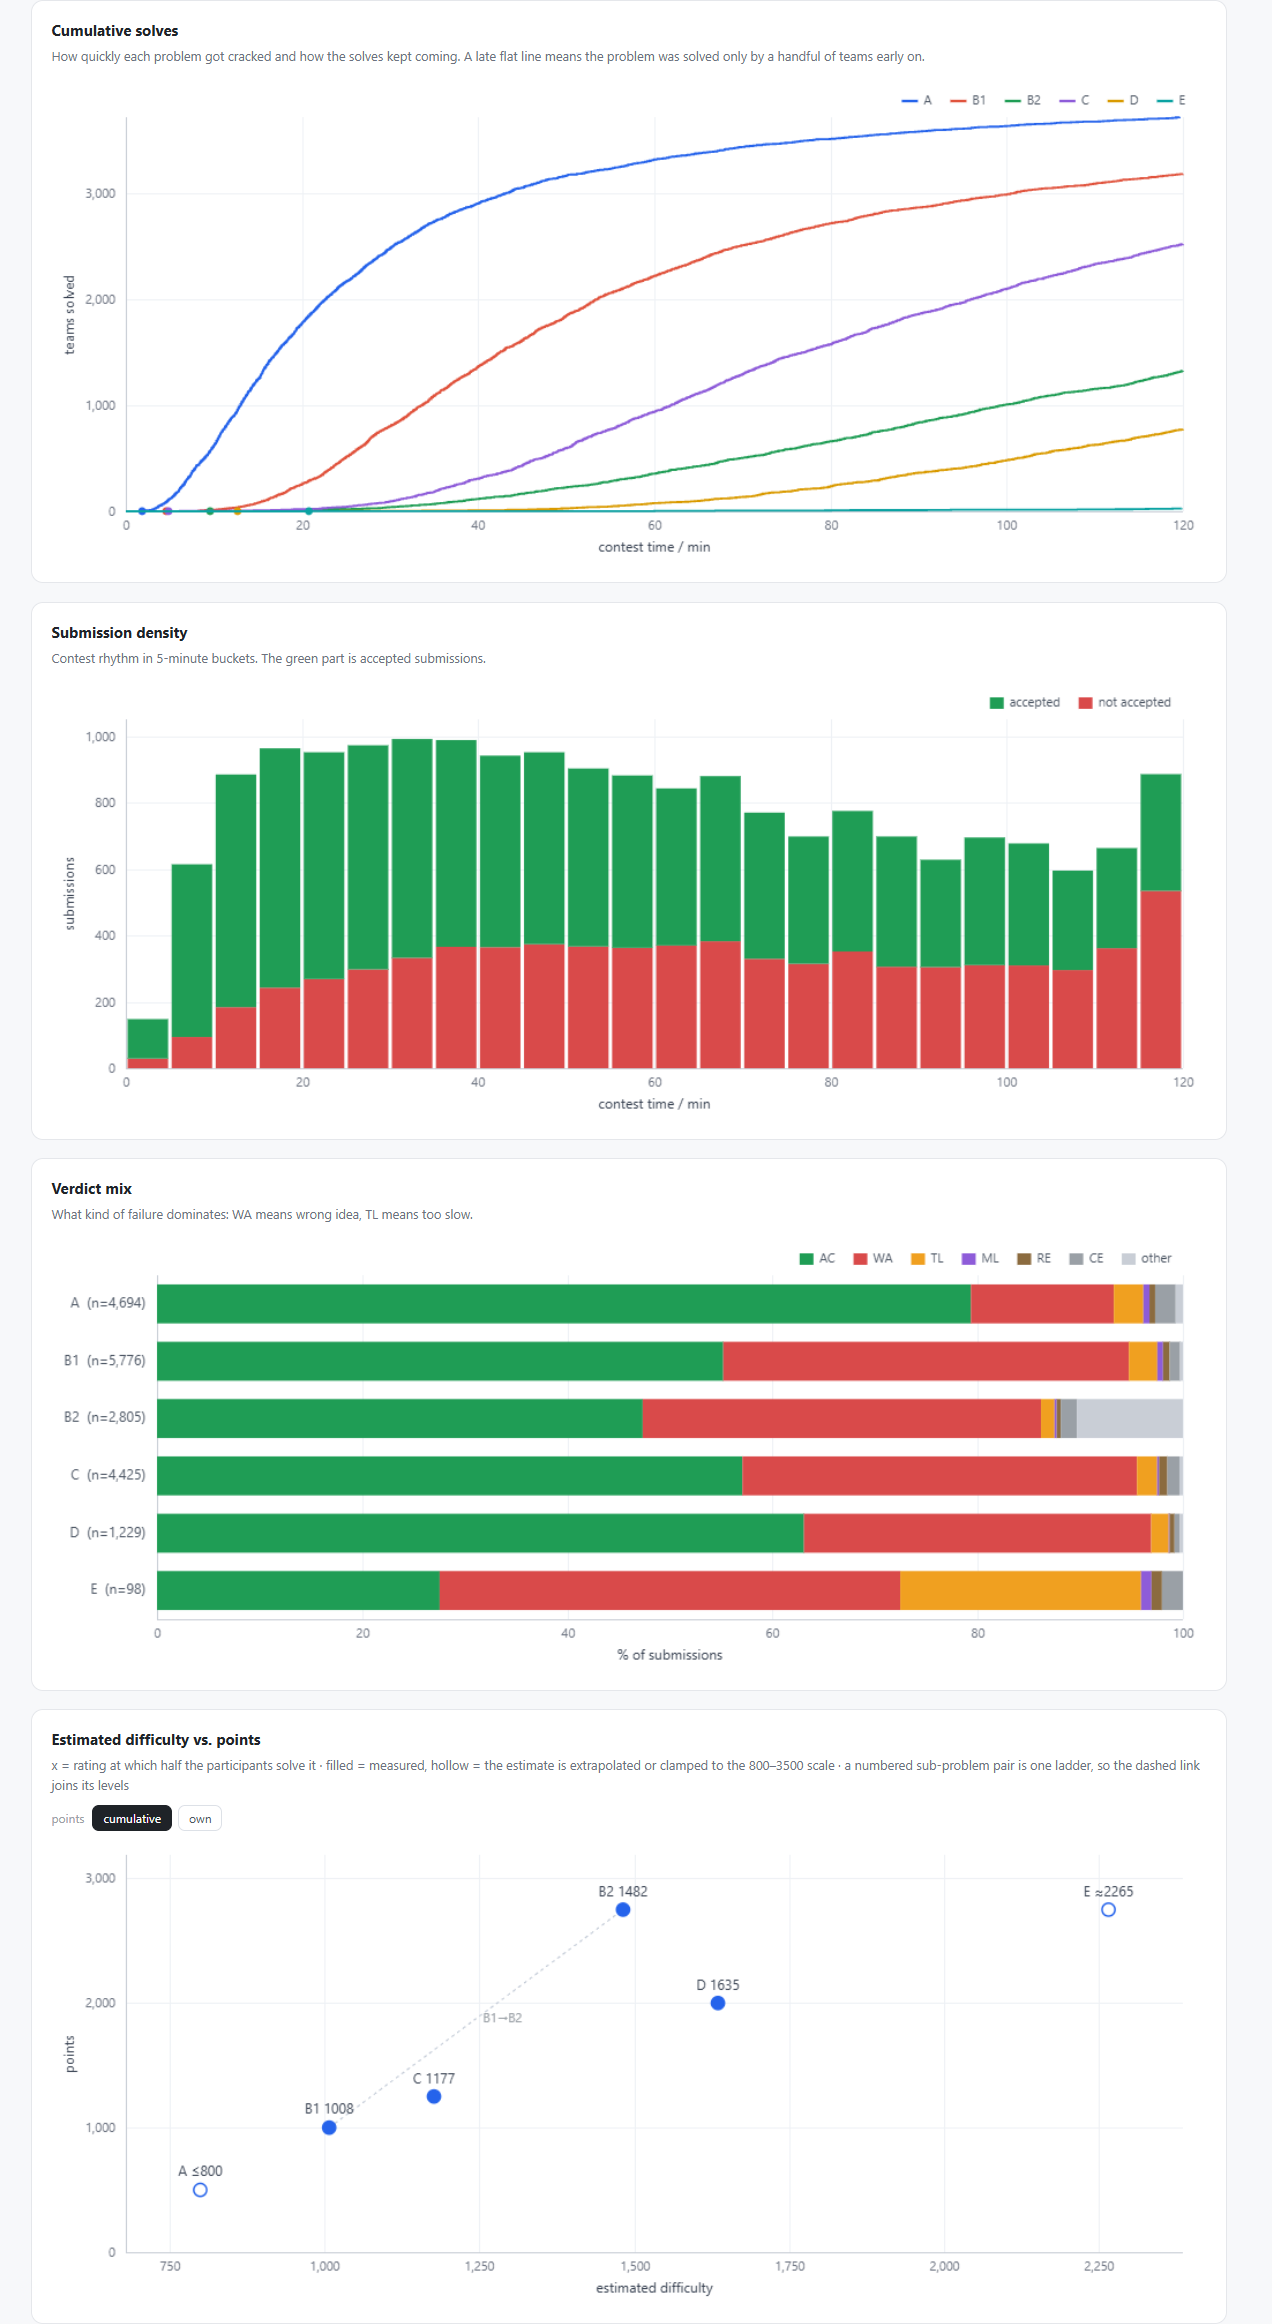 Cumulative solves
How quickly each problem got cracked and how the solves kept coming. A late flat line means the problem was solved only by a handful of teams early on.
A B1 B2 C D E
3,000
2,000
1,000
0
teams solved
0 20 40 60 80 100 120
contest time / min
Submission density
Contest rhythm in 5-minute buckets. The green part is accepted submissions.
accepted not accepted
1,000
800
600
400
200
0
submissions
0 20 40 60 80 100 120
contest time / min
Verdict mix
What kind of failure dominates: WA means wrong idea, TL means too slow.
AC WA TL ML RE CE other
A (n=4,694)
B1 (n=5,776)
B2 (n=2,805)
C (n=4,425)
D (n=1,229)
E (n=98)
0 20 40 60 80 100
% of submissions
Estimated difficulty vs. points
x = rating at which half the participants solve it · filled = measured, hollow = the estimate is extrapolated or clamped to the 800–3500 scale · a numbered sub-problem pair is one ladder, so the dashed link
joins its levels
points cumulative own
3,000
B2 1482
E ≈2265
D 1635
2,000
B1→B2
points
C 1177
B1 1008
1,000
A ≤800
0
750 1,000 1,250 1,500 1,750 2,000 2,250
estimated difficulty